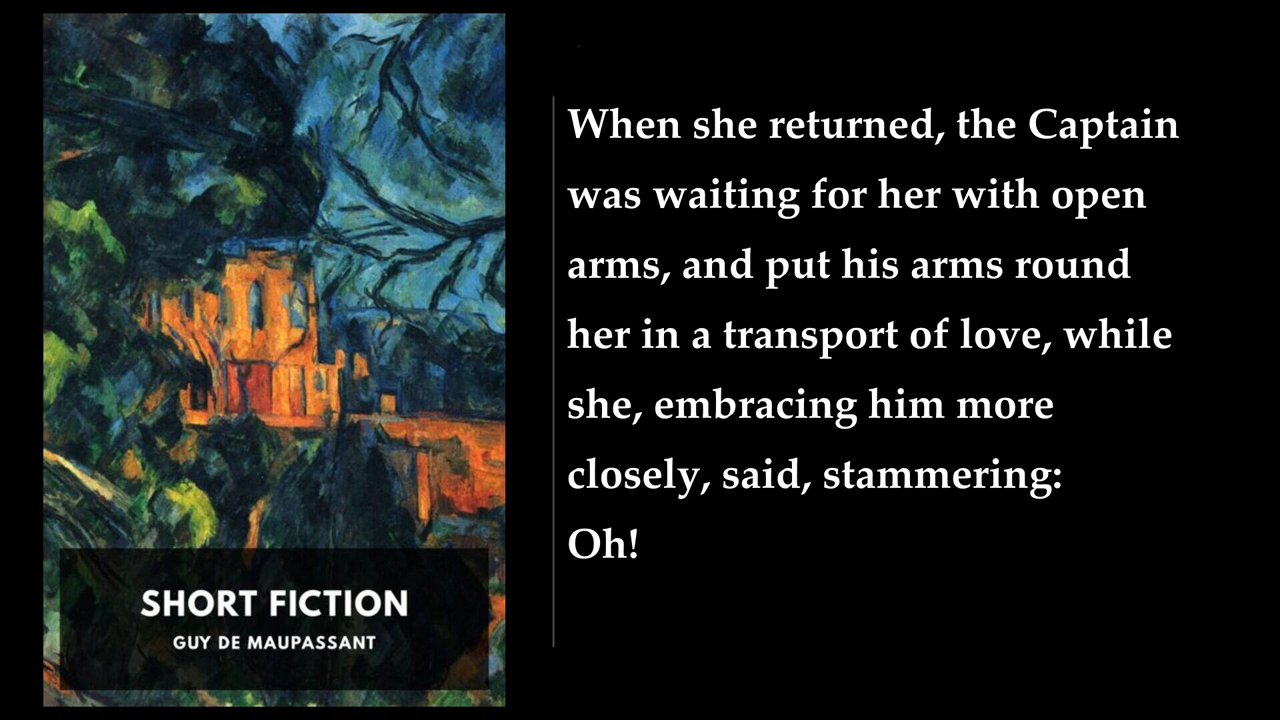 When she returned, the Captain
was waiting for her with open
arms, and put his arms round
her in a transport of love, while
she, embracing him more
closely, said, stammering:
Oh!
SHORT FICTION
GUY DE MAUPASSANT